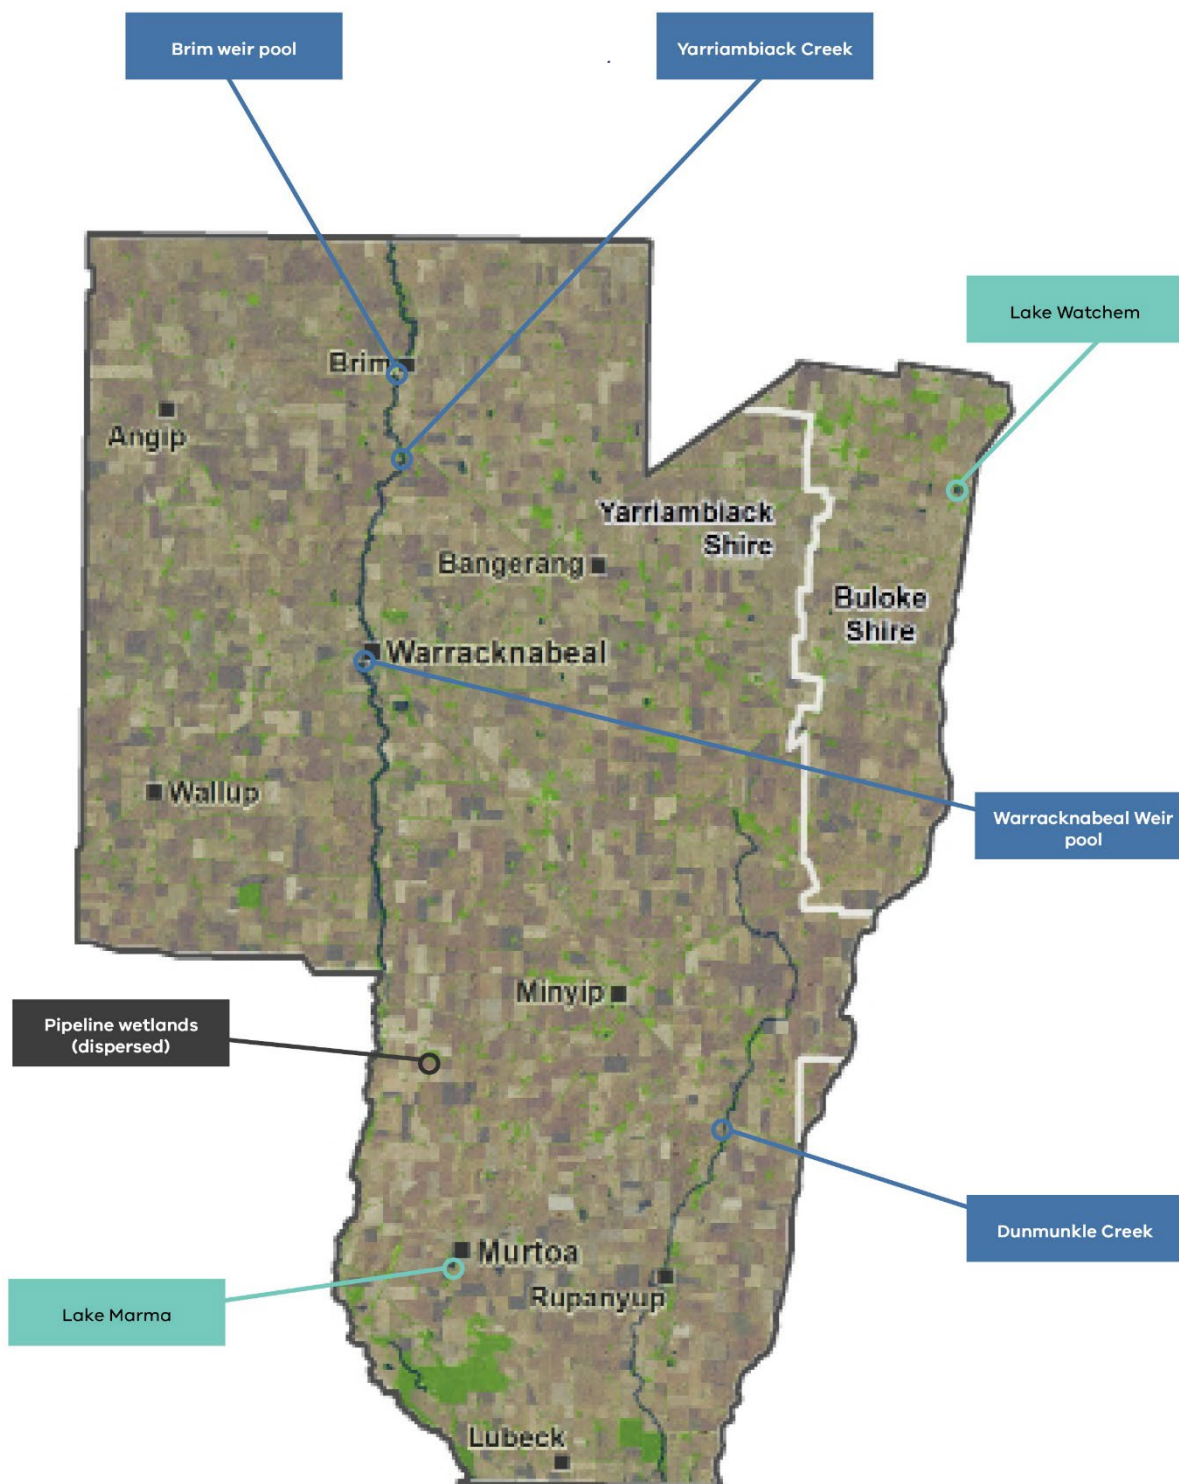 Brim weir pool
Yarriambiack Creek
Lake Watchem
Brim
Angip
Yarriambiack
Shire
Bangerang
Buloke
Shire
Warracknabeal
Wallup
Warracknabeal Weir
pool
Minyip
Pipeline wetlands
(dispersed)
Dunmunkle Creek
Murtoa
Rupanyup
Lake Marma
Lubeck